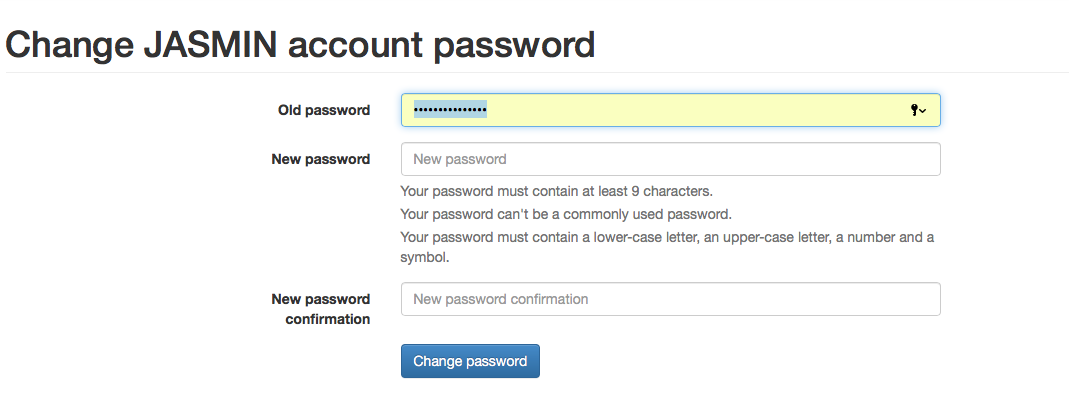 Change JASMIN account password
Old password
•••••••••••••••
New password
New password
Your password must contain at least 9 characters.
Your password can't be a commonly used password.
Your password must contain a lower-case letter, an upper-case letter, a number and a
symbol.
New password
confirmation
New password confirmation
Change password